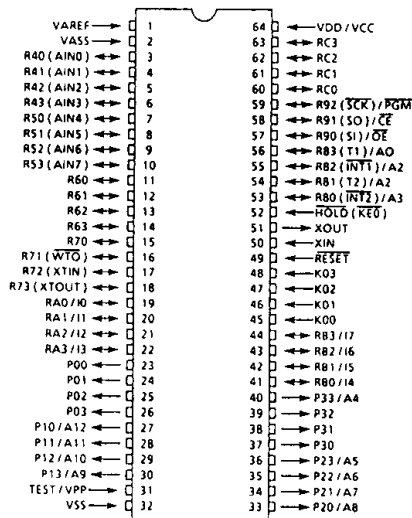 VAREF 1 64 VDD/VCC
VASS 2 63 RC3
R40(AIN0) 3 62 RC2
R41(AIN1) 4 61 RC1
R42(AIN2) 5 60 RC0
R43(AIN3) 6 59 R92(SCK)/PGM
R50(AIN4) 7 58 R91(SO)/CE
R51(AIN5) 8 57 R90(SI)/OE
R52(AIN6) 9 56 R83(T1)/A0
R53(AIN7) 10 55 R82(INT1)/A2
R60 11 54 R81(T2)/A2
R61 12 53 R80(INT2)/A3
R62 13 52 HOLD(KE0)
R63 14 51 XOUT
R70 15 50 XIN
R71(WTO) 16 49 RESET
R72(XTIN) 17 48 K03
R73(XTOUT) 18 47 K02
RA0/I0 19 46 K01
RA1/I1 20 45 K00
RA2/I2 21 44 RB3/I7
RA3/I3 22 43 RB2/I6
P00 23 42 RB1/I5
P01 24 41 RB0/I4
P02 25 40 P33/A4
P03 26 39 P32
P10/A12 27 38 P31
P11/A11 28 37 P30
P12/A10 29 36 P23/A5
P13/A9 30 35 P22/A6
TEST/VPP 31 34 P21/A7
VSS 32 33 P20/A8